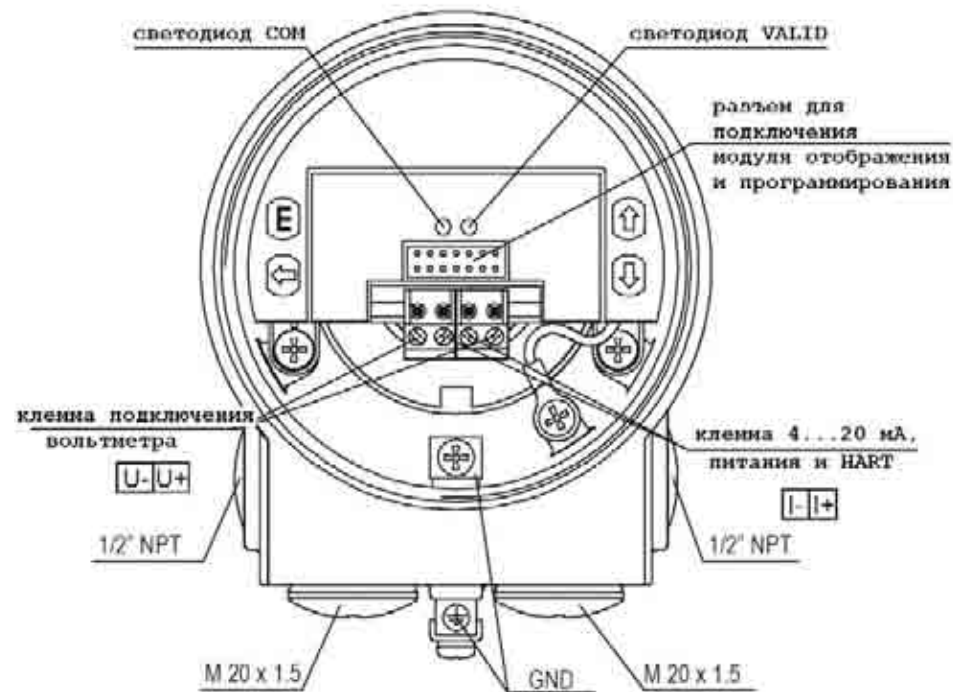 светодиод COM
светодиод VALID
разъем для
подключения
модуля отображения
и программирования
E
клемма подключения
вольтметра
U- U+
клемма 4...20 мА,
питания и HART
I- I+
1/2" NPT
1/2" NPT
M 20 x 1.5
GND
M 20 x 1.5